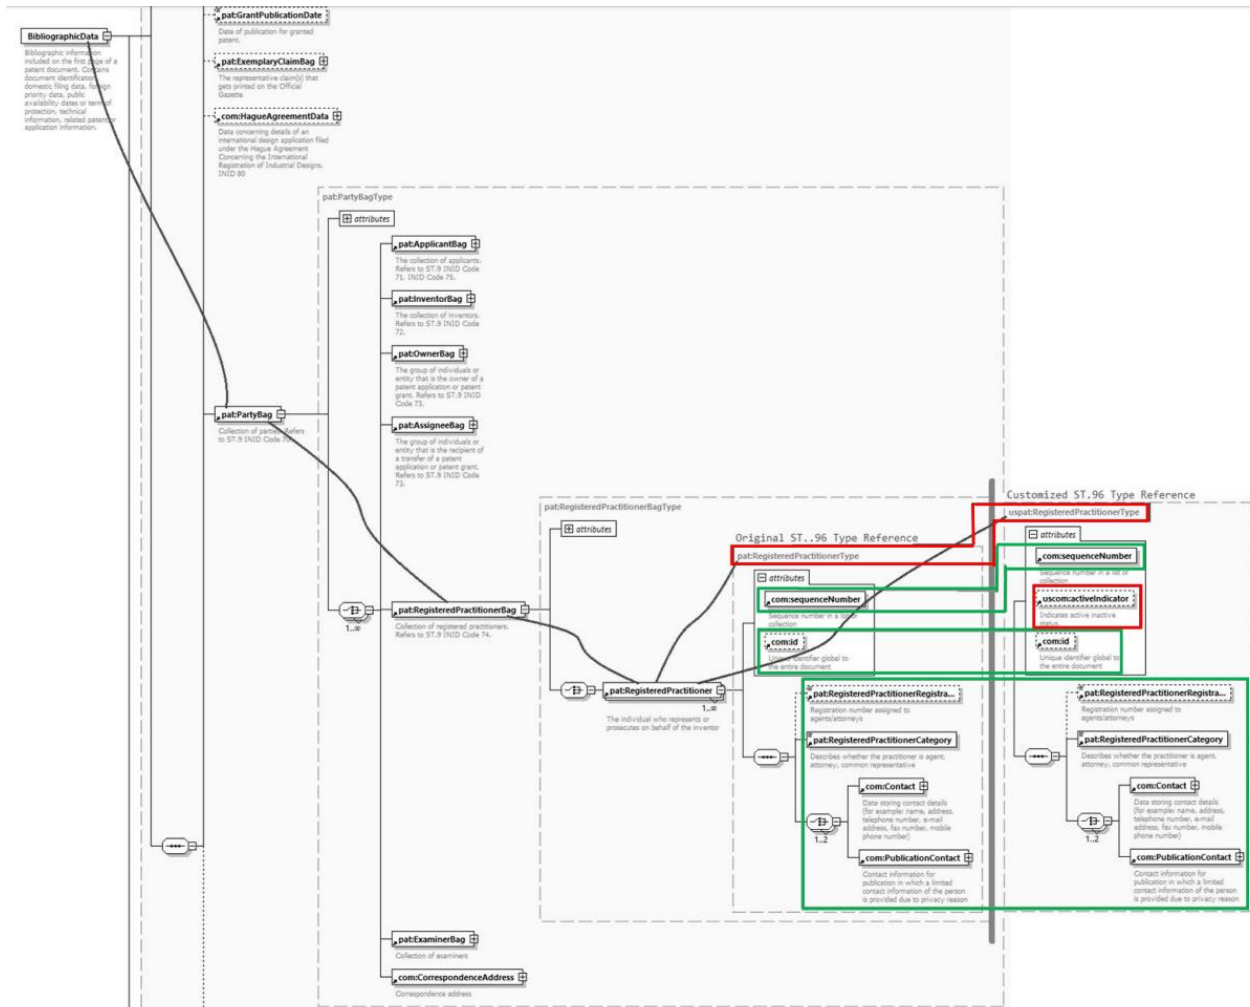 pat:GrantPublicationDate
Date of publication for granted
patent.
BibliographicData
Bibliographic information
included on the first page of a
patent document. Contains
document identification,
domestic filing data, foreign
priority data, public
availability dates or term of
protection, technical
information, related patent or
application information.
pat:ExemplaryClaimBag
The representative claim(s) that
gets printed on the Official
Gazette
com:HagueAgreementData
Data concerning details of an
international design application filed
under the Hague Agreement
Concerning the International
Registration of Industrial Designs.
INID 80
pat:PartyBagType
attributes
pat:ApplicantBag
The collection of applicants.
Refers to ST.9 INID Code
71, INID Code 75.
pat:InventorBag
The collection of inventors.
Refers to ST.9 INID Code
72.
pat:OwnerBag
The group of individuals or
entity that is the owner of a
patent application or patent
grant. Refers to ST.9 INID
Code 73.
pat:PartyBag
Collection of parties. Refers
to ST.9 INID Code 70.
pat:AssigneeBag
The group of individuals or
entity that is the recipient of
a transfer of a patent
application or patent grant.
Refers to ST.9 INID Code
73.
pat:RegisteredPractitionerBagType
attributes
pat:RegisteredPractitionerBag
Collection of registered practitioners.
Refers to ST.9 INID Code 74.
1..∞
pat:RegisteredPractitioner
1..∞
The individual who represents or
prosecutes on behalf of the inventor
Original ST..96 Type Reference
pat:RegisteredPractitionerType
attributes
com:sequenceNumber
Sequence number in a list or
collection
com:id
Unique identifier global to
the entire document
pat:RegisteredPractitionerRegistra...
Registration number assigned to
agents/attorneys
pat:RegisteredPractitionerCategory
Describes whether the practitioner is agent,
attorney, common representative
com:Contact
Data storing contact details
(for example: name, address,
telephone number, e-mail
address, fax number, mobile
phone number)
1..2
com:PublicationContact
Contact information for
publication in which a limited
contact information of the person
is provided due to privacy reason
Customized ST.96 Type Reference
uspat:RegisteredPractitionerType
attributes
com:sequenceNumber
Sequence number in a list or
collection
uscom:activeIndicator
Indicates active inactive
status.
com:id
Unique identifier global to
the entire document
pat:RegisteredPractitionerRegistra...
Registration number assigned to
agents/attorneys
pat:RegisteredPractitionerCategory
Describes whether the practitioner is agent,
attorney, common representative
com:Contact
Data storing contact details
(for example: name, address,
telephone number, e-mail
address, fax number, mobile
phone number)
1..2
com:PublicationContact
Contact information for
publication in which a limited
contact information of the person
is provided due to privacy reason
pat:ExaminerBag
Collection of examiners
com:CorrespondenceAddress
Correspondence address